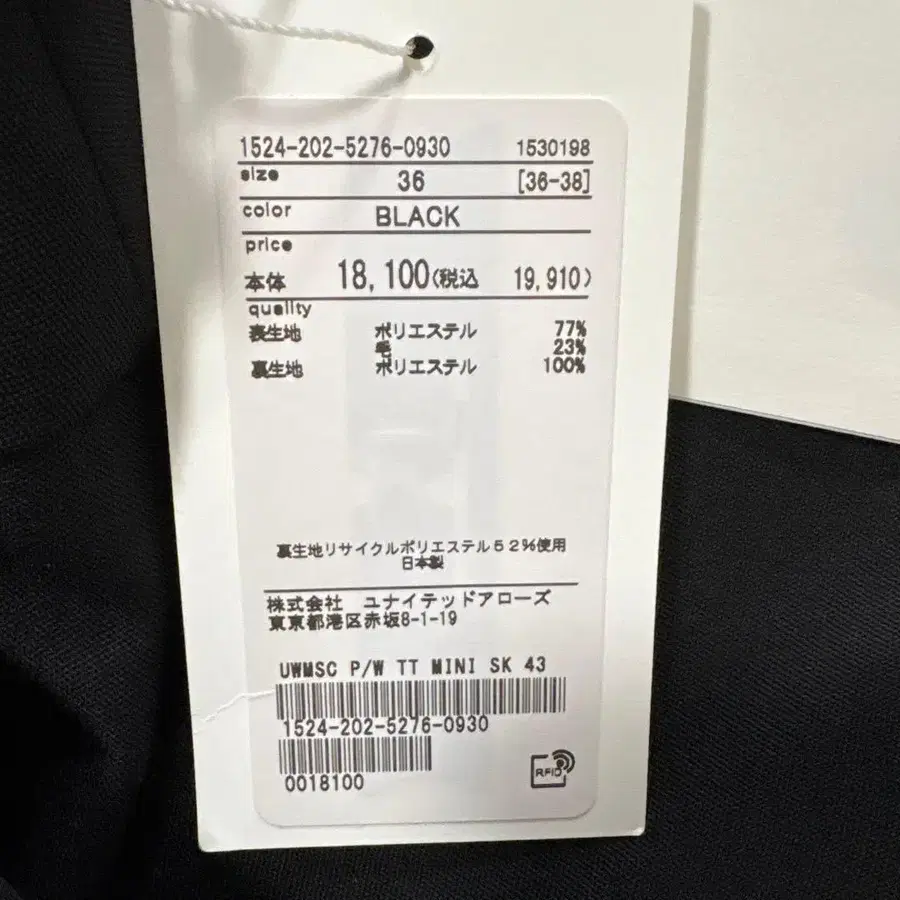 1524-202-5276-0930 1530198
size 36 [36-38]
color BLACK
price
本体 18,100(税込 19,910)
quality
表生地 ポリエステル 77%
毛 23%
裏生地 ポリエステル 100%
裏生地リサイクルポリエステル52%使用
日本製
株式会社 ユナイテッドアローズ
東京都港区赤坂8-1-19
UWMSC P/W TT MINI SK 43
1524-202-5276-0930
0018100
RFID